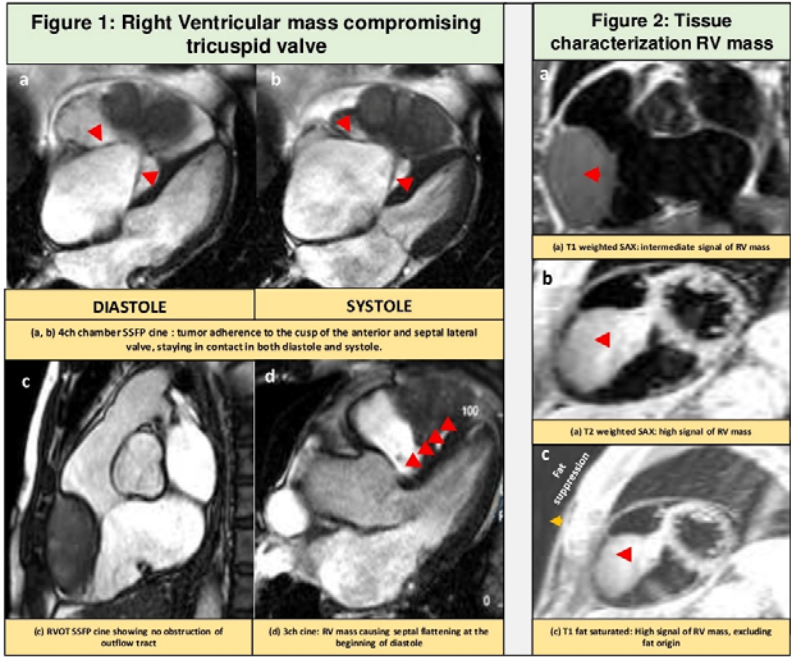 Figure 1: Right Ventricular mass compromising
tricuspid valve
a
b
DIASTOLE
SYSTOLE
(a, b) 4ch chamber SSFP cine : tumor adherence to the cusp of the anterior and septal lateral
valve, staying in contact in both diastole and systole.
c
d
100
0
(c) RVOT SSFP cine showing no obstruction of
outflow tract
(d) 3ch cine: RV mass causing septal flattening at the
beginning of diastole
Figure 2: Tissue
characterization RV mass
a
(a) T1 weighted SAX: intermediate signal of RV mass
b
(a) T2 weighted SAX: high signal of RV mass
c
Fat
suppression
(c) T1 fat saturated: High signal of RV mass, excluding
fat origin